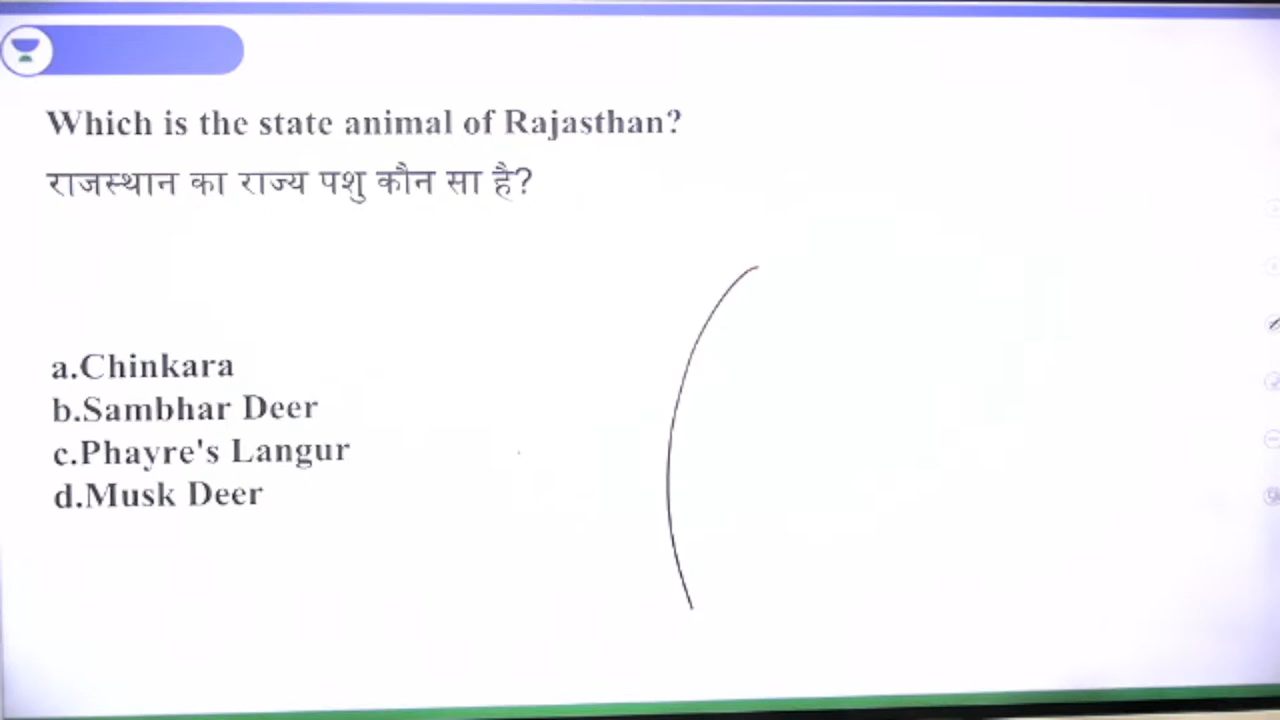 Which is the state animal of Rajasthan?
राजस्थान का राज्य पशु कौन सा है?
a.Chinkara
b.Sambhar Deer
c.Phayre's Langur
d.Musk Deer